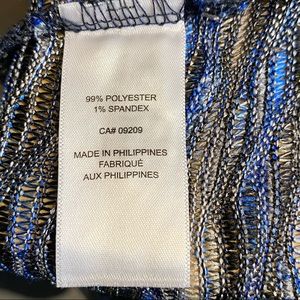 99% POLYESTER
1% SPANDEX
CA# 09209
MADE IN PHILIPPINES
FABRIQUÉ
AUX PHILIPPINES